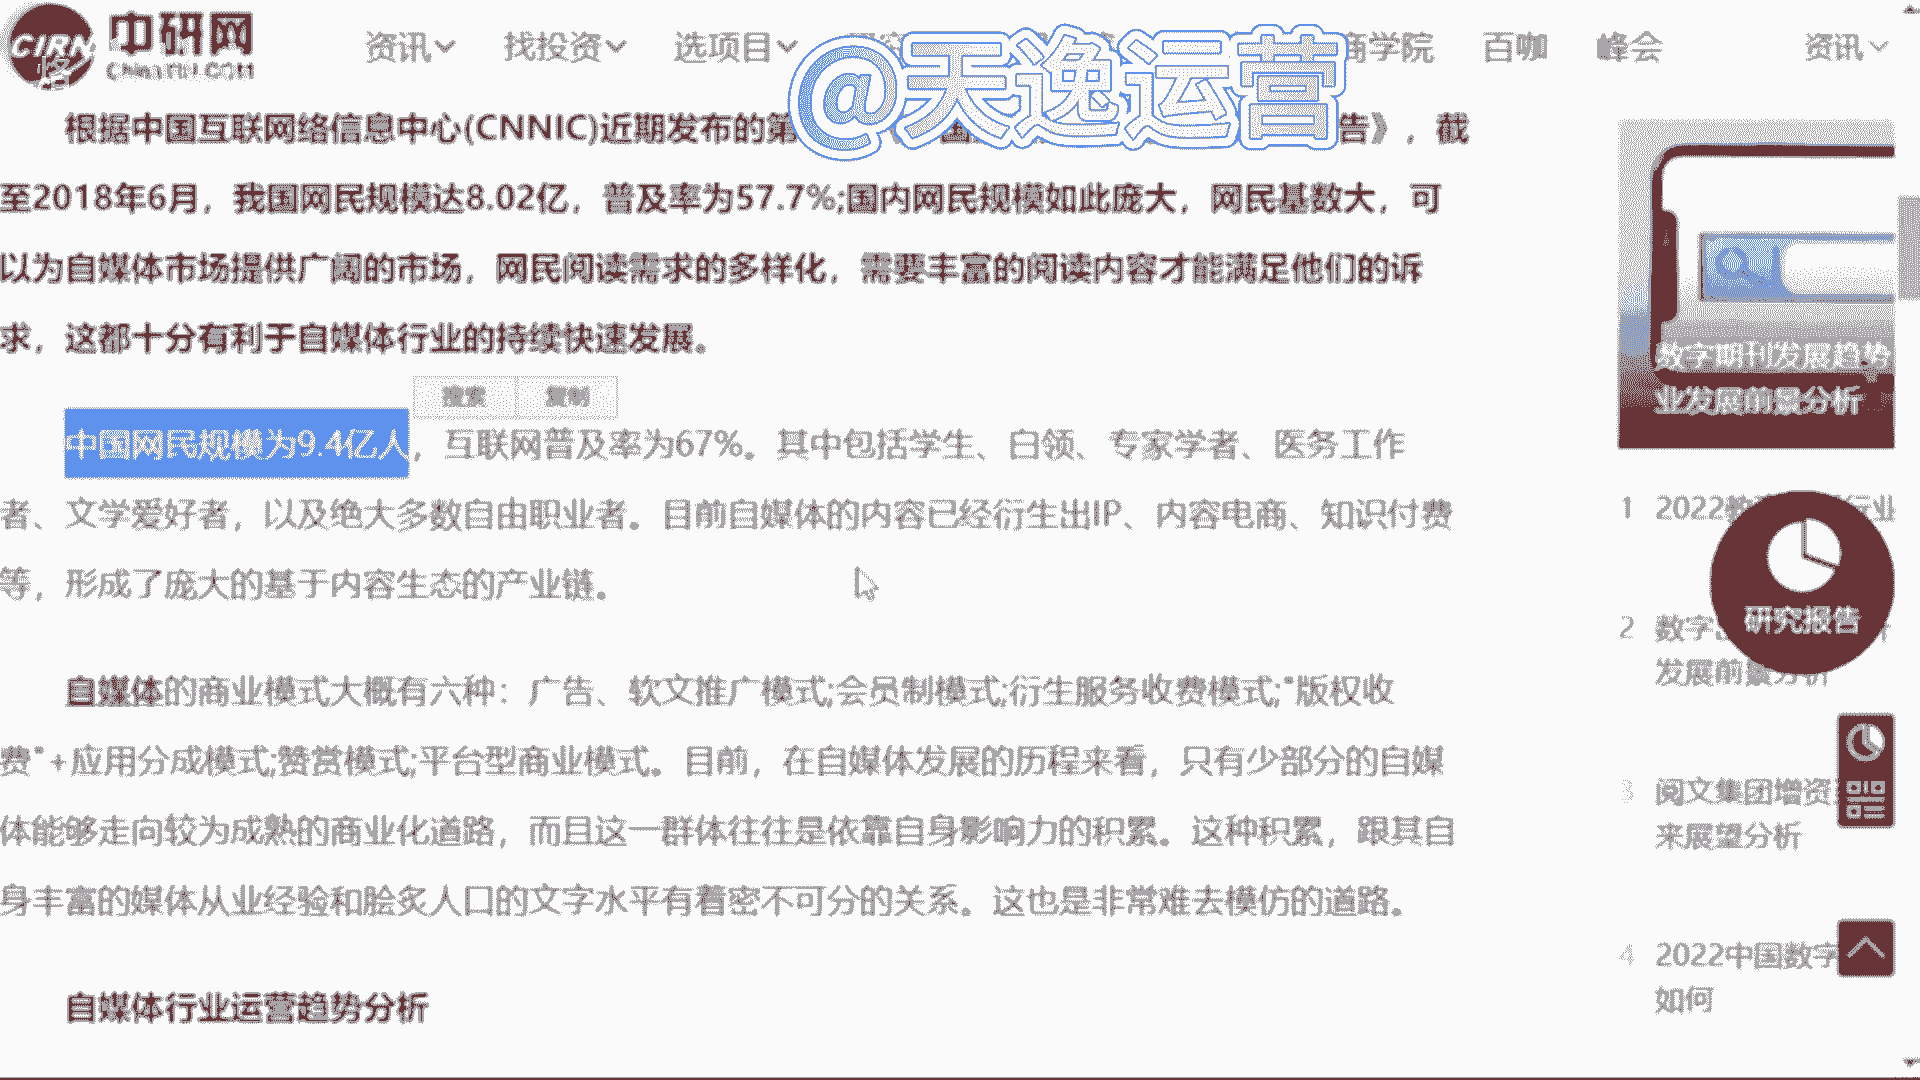 CIRN
中研网
资讯
找投资
选项目
商学院
百咖
峰会
资讯
@天逸运营
根据中国互联网络信息中心(CNNIC)近期发布的第
告》，截
至2018年6月，我国网民规模达8.02亿，普及率为57.7%;国内网民规模如此庞大，网民基数大，可
以为自媒体市场提供广阔的市场，网民阅读需求的多样化，需要丰富的阅读内容才能满足他们的诉
求，这都十分有利于自媒体行业的持续快速发展。
搜索
复制
中国网民规模为9.4亿人，互联网普及率为67%。其中包括学生、白领、专家学者、医务工作
者、文学爱好者，以及绝大多数自由职业者。目前自媒体的内容已经衍生出IP、内容电商、知识付费
等，形成了庞大的基于内容生态的产业链。
自媒体的商业模式大概有六种：广告、软文推广模式;会员制模式;衍生服务收费模式;"版权收
费"+应用分成模式;赞赏模式;平台型商业模式。目前，在自媒体发展的历程来看，只有少部分的自媒
体能够走向较为成熟的商业化道路，而且这一群体往往是依靠自身影响力的积累。这种积累，跟其自
身丰富的媒体从业经验和脍炙人口的文字水平有着密不可分的关系。这也是非常难去模仿的道路。
自媒体行业运营趋势分析
数字期刊发展趋势
业发展前景分析
1 2022
行业
研究报告
2 数字
发展前景分析
3 阅文集团增资
来展望分析
4 2022中国数字
如何